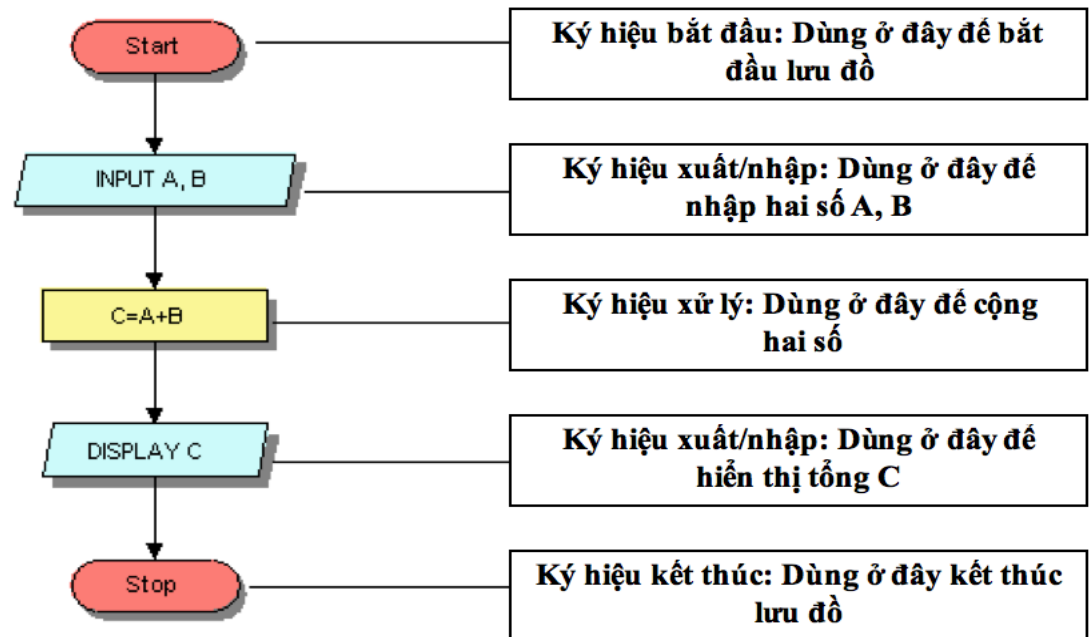 Start
Ký hiệu bắt đầu: Dùng ở đây để bắt
đầu lưu đồ
INPUT A, B
Ký hiệu xuất/nhập: Dùng ở đây để
nhập hai số A, B
C=A+B
Ký hiệu xử lý: Dùng ở đây để cộng
hai số
DISPLAY C
Ký hiệu xuất/nhập: Dùng ở đây để
hiển thị tổng C
Stop
Ký hiệu kết thúc: Dùng ở đây kết thúc
lưu đồ